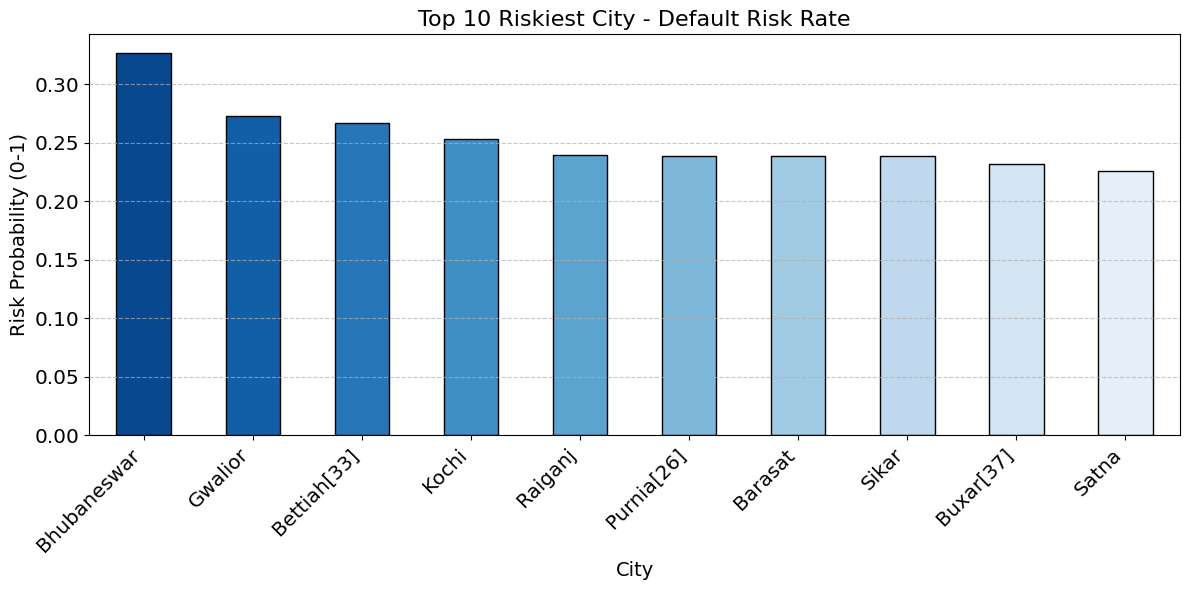 Top 10 Riskiest City - Default Risk Rate
Risk Probability (0-1)
0.30
0.25
0.20
0.15
0.10
0.05
0.00
Bhubaneswar
Gwalior
Bettiah[33]
Kochi
Raiganj
Purnia[26]
Barasat
Sikar
Buxar[37]
Satna
City